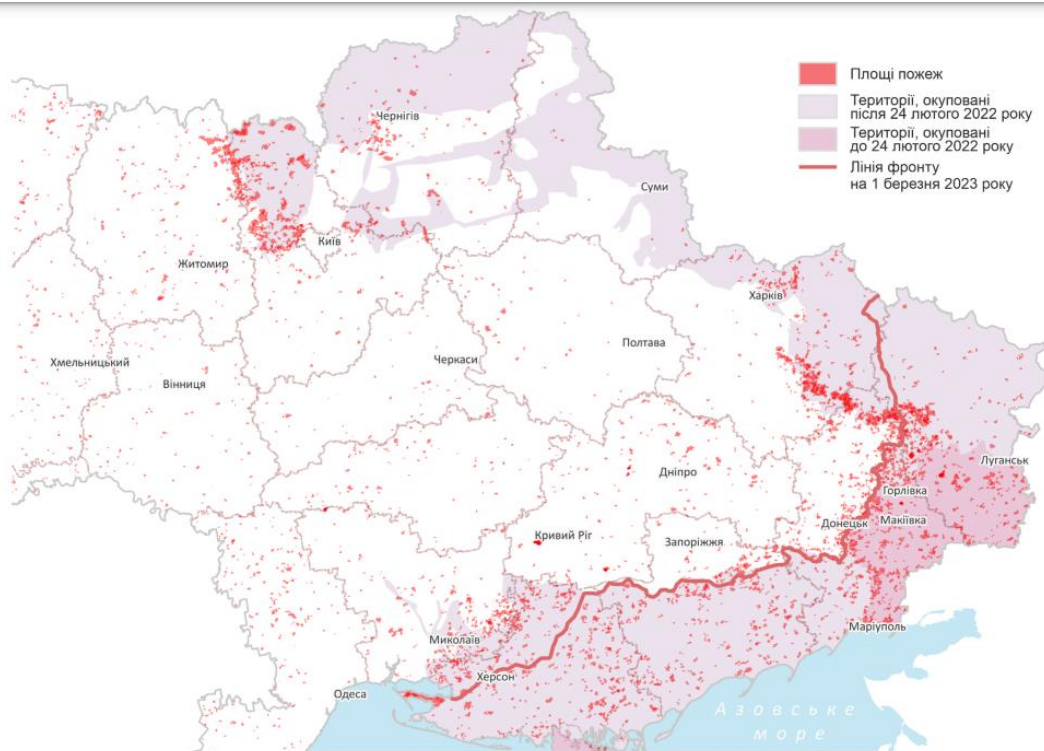 Площі пожеж
Території, окуповані
після 24 лютого 2022 року
Території, окуповані
до 24 лютого 2022 року
Лінія фронту
на 1 березня 2023 року
Чернігів
Суми
Київ
Житомир
Харків
Хмельницький
Вінниця
Черкаси
Полтава
Луганськ
Дніпро
Горлівка
Донецьк
Макіївка
Кривий Ріг
Запоріжжя
Маріуполь
Миколаїв
Херсон
Одеса
Азовське
море